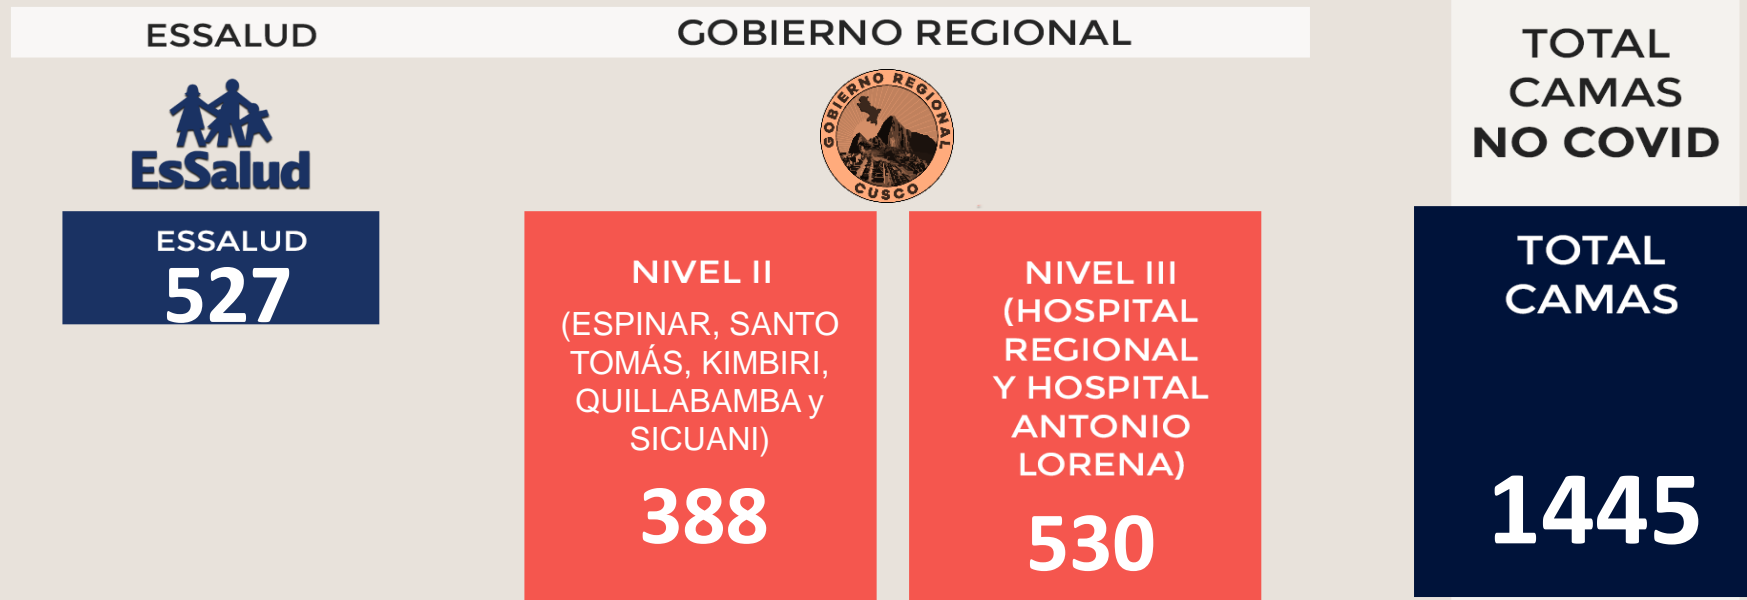 ESSALUD
GOBIERNO REGIONAL
TOTAL
CAMAS
NO COVID
EsSalud
GOBIERNO REGIONAL
CUSCO
ESSALUD
527
NIVEL II
(ESPINAR, SANTO
TOMÁS, KIMBIRI,
QUILLABAMBA y
SICUANI)
388
NIVEL III
(HOSPITAL
REGIONAL
Y HOSPITAL
ANTONIO
LORENA)
530
TOTAL
CAMAS
1445